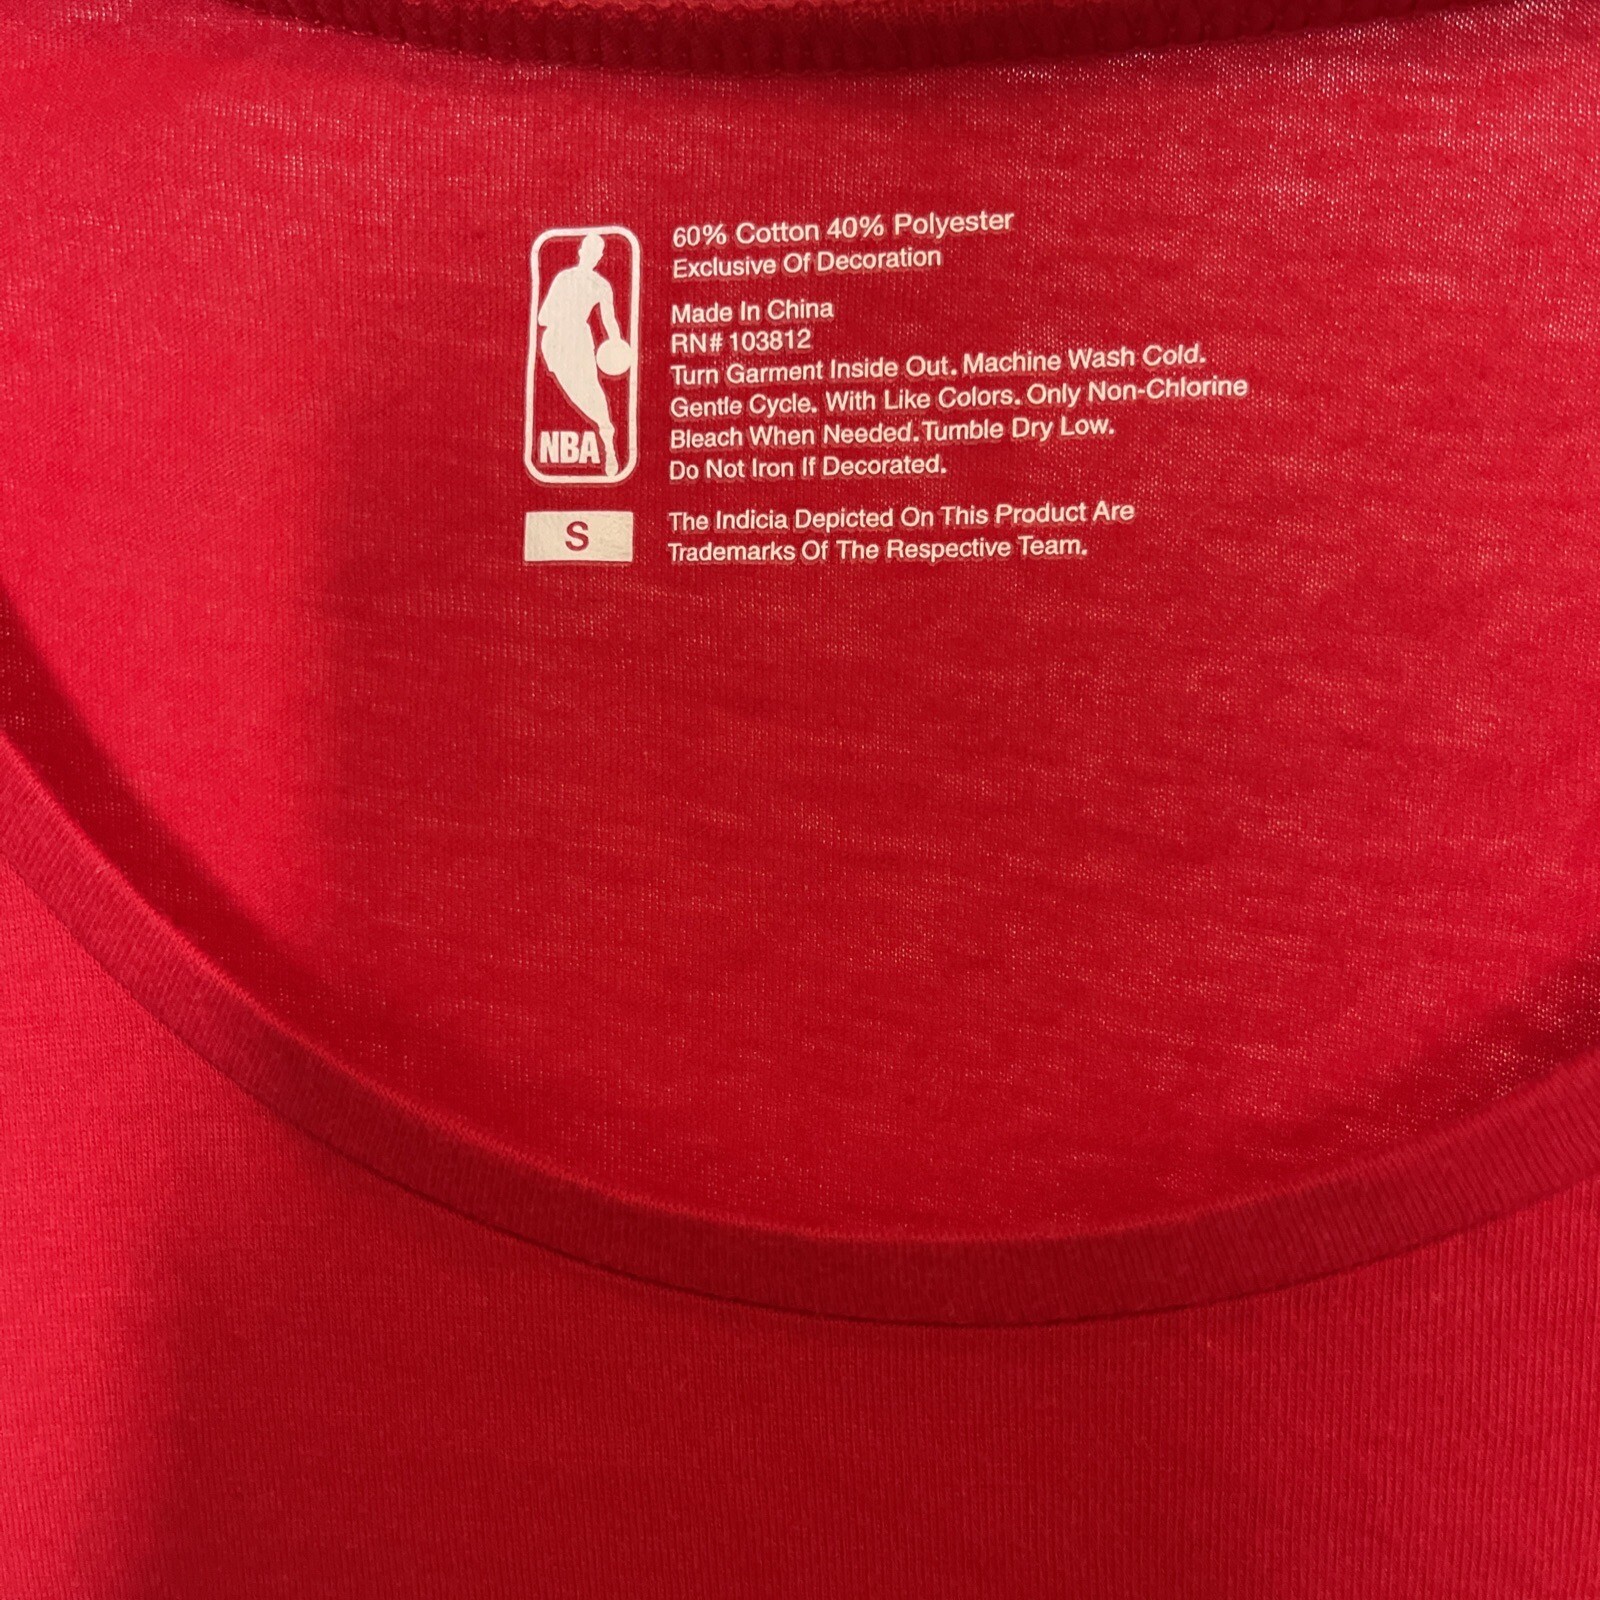 60% Cotton 40% Polyester
Exclusive Of Decoration
Made In China
RN# 103812
Turn Garment Inside Out. Machine Wash Cold.
Gentle Cycle. With Like Colors. Only Non-Chlorine
Bleach When Needed. Tumble Dry Low.
Do Not Iron If Decorated.
NBA
S
The Indicia Depicted On This Product Are
Trademarks Of The Respective Team.